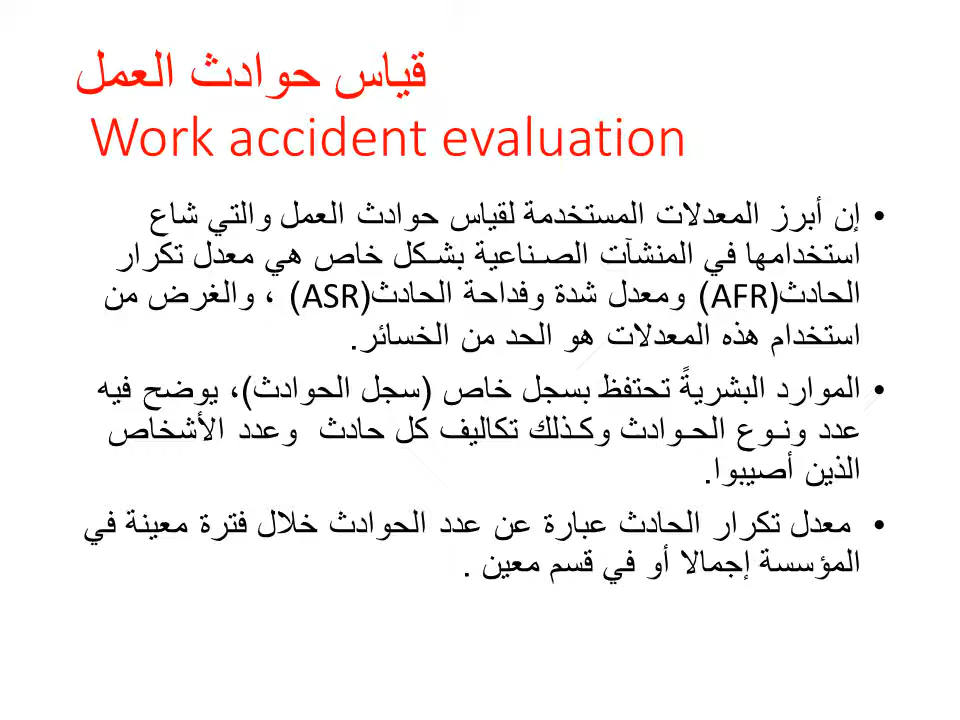 قياس حوادث العمل
Work accident evaluation
• إن أبرز المعدلات المستخدمة لقياس حوادث العمل والتي شاع
استخدامها في المنشآت الصناعية بشكل خاص هي معدل تكرار
الحادث(AFR) ومعدل شدة وفداحة الحادث(ASR) ، والغرض من
استخدام هذه المعدلات هو الحد من الخسائر.
• الموارد البشريةً تحتفظ بسجل خاص (سجل الحوادث)، يوضح فيه
عدد ونوع الحوادث وكذلك تكاليف كل حادث وعدد الأشخاص
الذين أصيبوا.
• معدل تكرار الحادث عبارة عن عدد الحوادث خلال فترة معينة في
المؤسسة إجمالا أو في قسم معين .